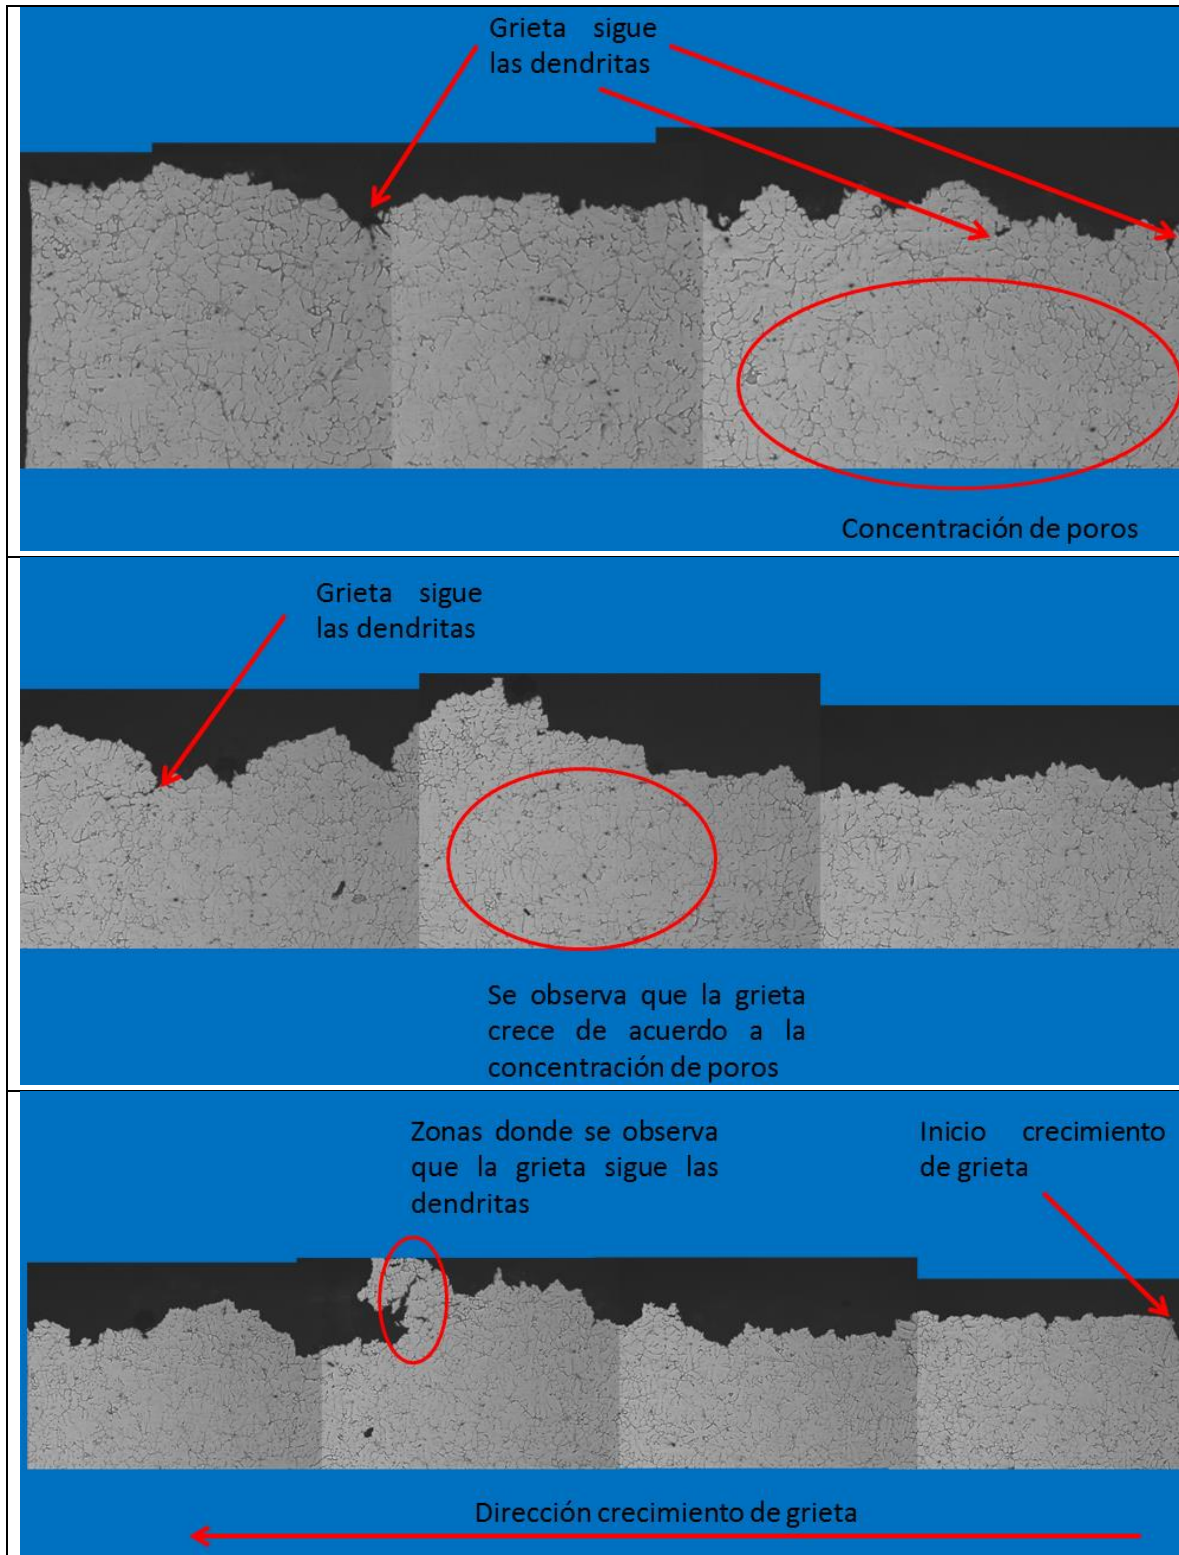 Grieta sigue
las dendritas
Concentración de poros
Grieta sigue
las dendritas
Se observa que la grieta
crece de acuerdo a la
concentración de poros
Zonas donde se observa
que la grieta sigue las
dendritas
Inicio crecimiento
de grieta
Dirección crecimiento de grieta